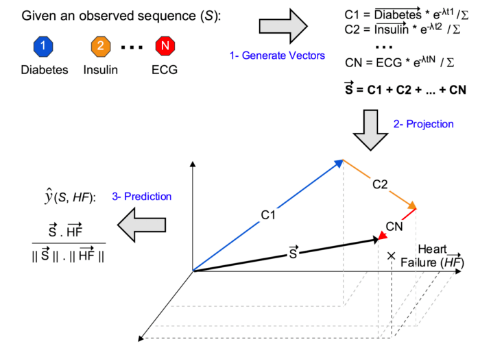 Given an observed sequence (S):
1 2 ... N
Diabetes Insulin ECG
1- Generate Vectors
C1 = Diabetes * e-λt1 /Σ
C2 = Insulin * e-λt2 /Σ
...
CN = ECG * e-λtN / Σ
S = C1 + C2 + ... + CN
2- Projection
ŷ(S, HF):
S . HF
|| S || . || HF ||
3- Prediction
C1
C2
CN
S
Heart
Failure (HF)